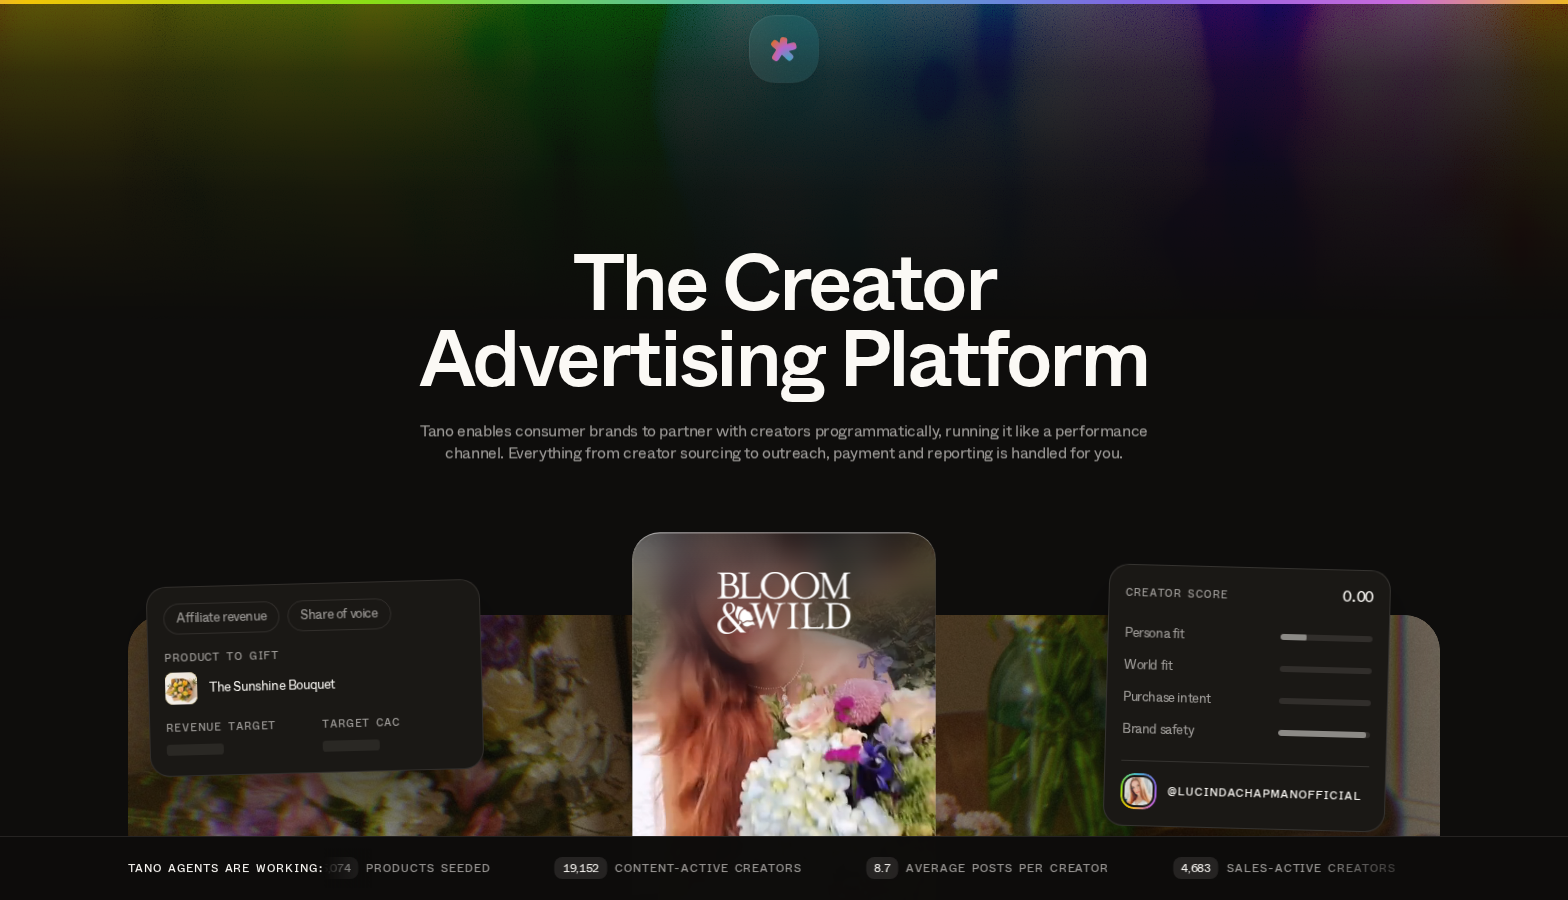 The Creator
Advertising Platform
Tano enables consumer brands to partner with creators programmatically, running it like a performance
channel. Everything from creator sourcing to outreach, payment and reporting is handled for you.
Affiliate revenue
Share of voice
PRODUCT TO GIFT
The Sunshine Bouquet
REVENUE TARGET
TARGET CAC
BLOOM
&WILD
CREATOR SCORE
0.00
Persona fit
World fit
Purchase intent
Brand safety
@LUCINDACHAPMANOFFICIAL
TANO AGENTS ARE WORKING: 074 PRODUCTS SEEDED 19,152 CONTENT-ACTIVE CREATORS 8.7 AVERAGE POSTS PER CREATOR 4,683 SALES-ACTIVE CREATORS